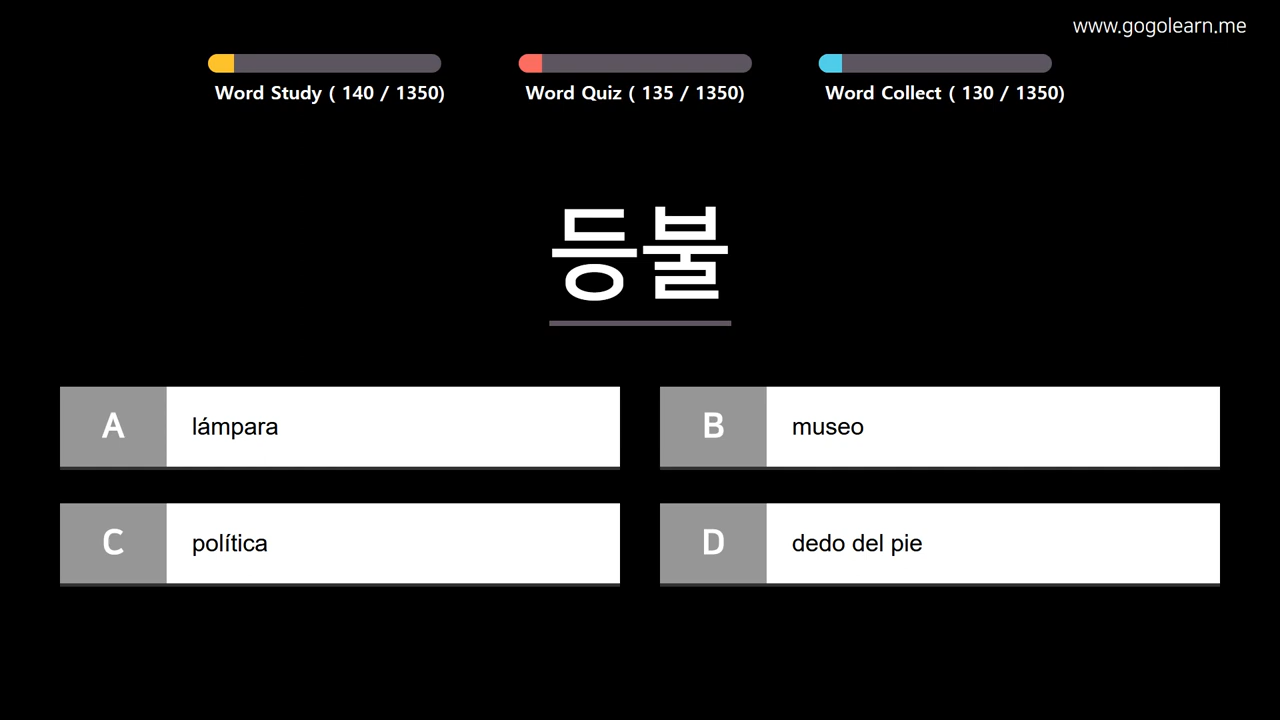 www.gogolearn.me
Word Study ( 140 / 1350)
Word Quiz ( 135 / 1350)
Word Collect ( 130 / 1350)
등불
A
lámpara
B
museo
C
política
D
dedo del pie